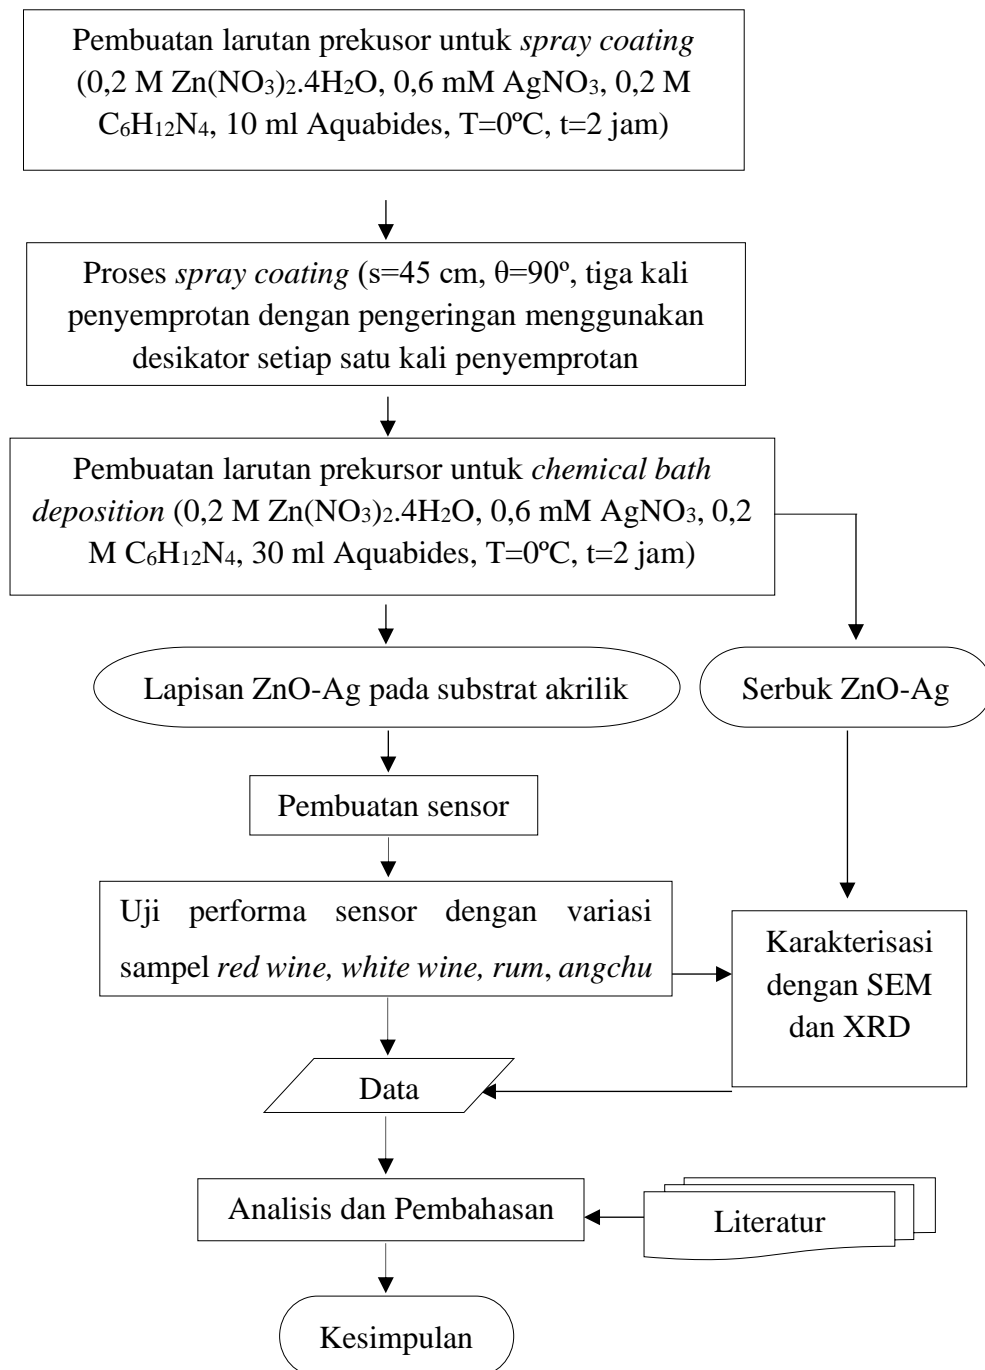 Pembuatan larutan prekusor untuk spray coating
(0,2 M Zn(NO₃)₂.4H₂O, 0,6 mM AgNO₃, 0,2 M
C₆H₁₂N₄, 10 ml Aquabides, T=0ºC, t=2 jam)
Proses spray coating (s=45 cm, θ=90º, tiga kali
penyemprotan dengan pengeringan menggunakan
desikator setiap satu kali penyemprotan
Pembuatan larutan prekursor untuk chemical bath
deposition (0,2 M Zn(NO₃)₂.4H₂O, 0,6 mM AgNO₃, 0,2
M C₆H₁₂N₄, 30 ml Aquabides, T=0ºC, t=2 jam)
Lapisan ZnO-Ag pada substrat akrilik
Serbuk ZnO-Ag
Pembuatan sensor
Uji performa sensor dengan variasi
sampel red wine, white wine, rum, angchu
Karakterisasi
dengan SEM
dan XRD
Data
Analisis dan Pembahasan
Literatur
Kesimpulan